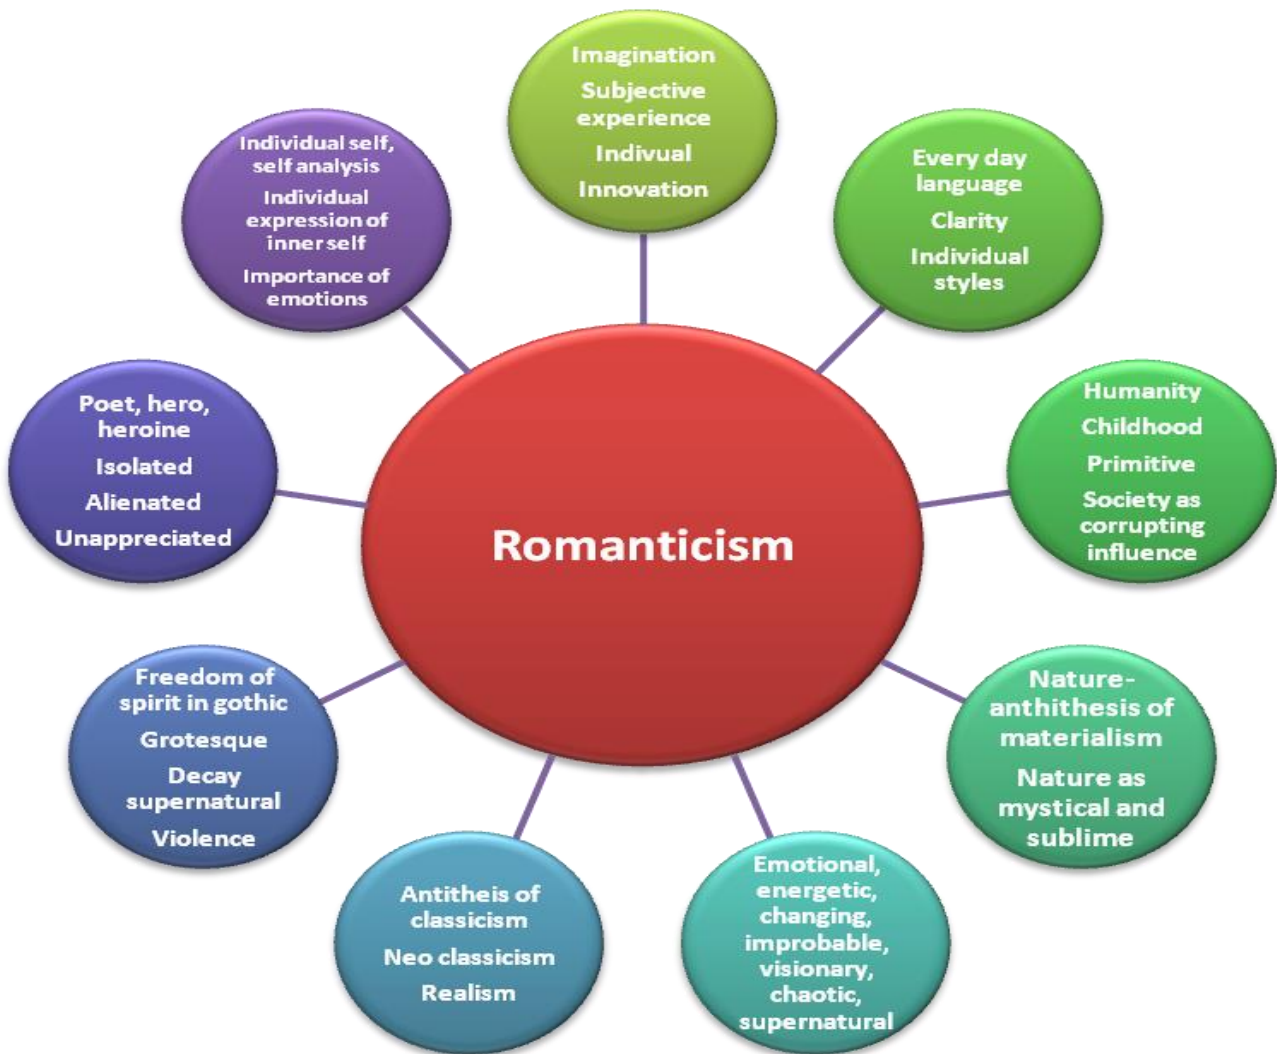 Imagination
Subjective
experience
Indivual
Innovation
Every day
language
Clarity
Individual
styles
Humanity
Childhood
Primitive
Society as
corrupting
influence
Nature-
anthithesis of
materialism
Nature as
mystical and
sublime
Emotional,
energetic,
changing,
improbable,
visionary,
chaotic,
supernatural
Antitheis of
classicism
Neo classicism
Realism
Freedom of
spirit in gothic
Grotesque
Decay
supernatural
Violence
Poet, hero,
heroine
Isolated
Alienated
Unappreciated
Individual self,
self analysis
Individual
expression of
inner self
Importance of
emotions
Romanticism